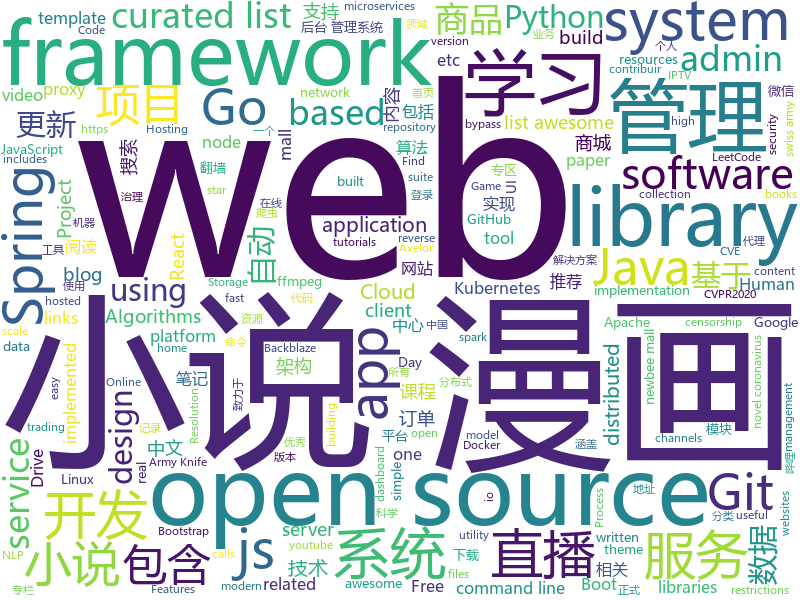 template
Code
curated list
支持
后台 管理系统
microservices
商品
Python
领域
version
业务
个人
system
framework
etc
build
resources
contribuir
IPTV
学习
video
proxy
项目
Go
network
首页
based
内容
包括
admin
微信
管理
https
Hosting
更新
node
一个
repository
bypass
high
web
list awesome
商城
software
swiss army
JavaScript
includes
治理
搜索
翻墙
mall
算法
Find
paper
LeetCode
security
star
built
suite
专区
ui
collection
books
Spring
Project
阅读
React
机器
自动
在线
爬虫
登录
Game
实现
application
GitHub
tool
library
tutorials
reverse
Axelor
网站
解决方案
代理
工具
blog
ffmpeg
Java
基于
content
CVE
using
Storage
代码
Cloud
Kubernetes
implementation
Human
hosted
links
使用
fast
资源
client
推荐
CVPR2020
scale
Algorithms
中心
中国
Apache
censorship
Google
data
platform
命令
Day
newbee mall
home
Backblaze
所有
spark
分布式
app
架构
novel coronavirus
implemented
easy
笔记
Online
致力于
课程
小说
漫画
design
distributed
trading
中文
记录
Resolution
building
优秀
订单
model
涵盖
Docker
channels
模块
service
real
Drive
版本
平台
open
Linux
Army Knife
dashboard
simple
one
io
地址
哔哩
management
open source
Git
js
Process
分类
useful
NLP
Bootstrap
科学
websites
开发
server
直播
utility
written
theme
数据
小说
包含
系统
技术
youtube
下载
相关
服务
libraries
专栏
calls
files
related
awesome
command line
Boot
正式
modern
Features
Free
restrictions